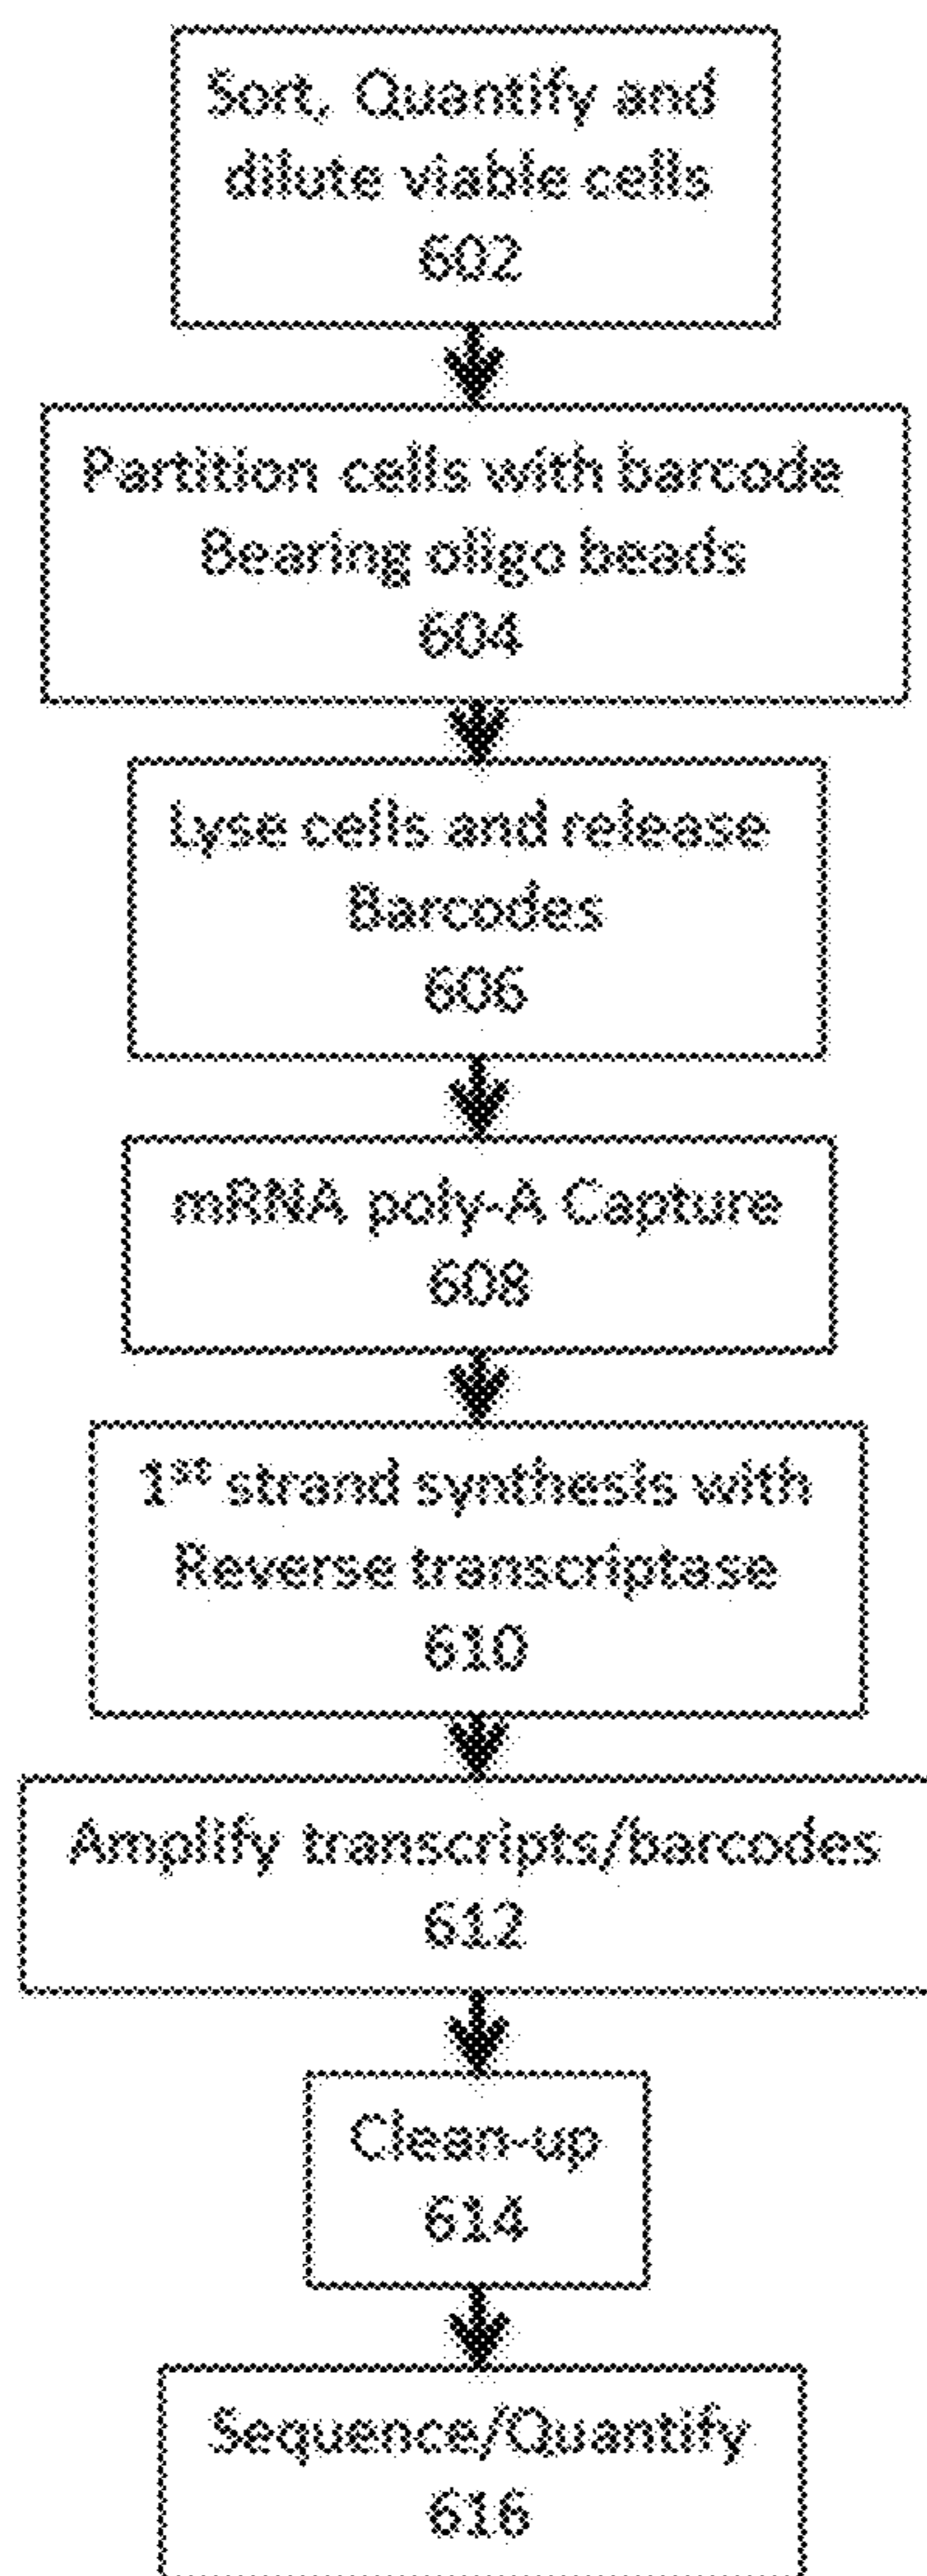 Sort, Quantify and
dilute viable cells
602
Partition cells with barcode
Bearing oligo beads
604
Lyse cells and release
Barcodes
606
mRNA poly-A Capture
608
1st strand synthesis with
Reverse transcriptase
610
Amplify transcripts/barcodes
612
Clean-up
614
Sequence/Quantify
616